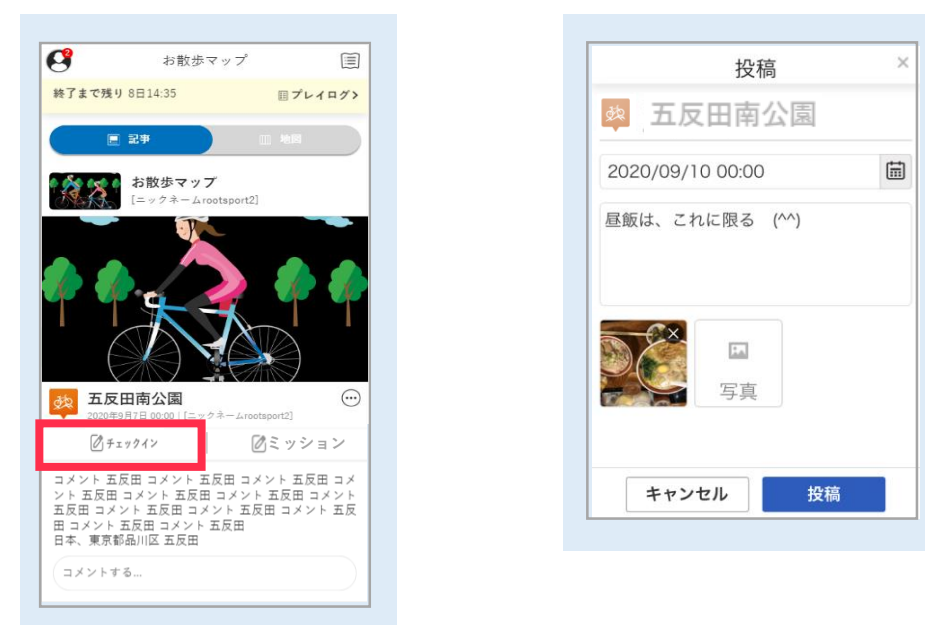 2
お散歩マップ
終了まで残り 8日14:35
プレイログ>
記事
地図
お散歩マップ
[ニックネームrootsport2]
五反田南公園
2020年9月7日 00:00 | [ニックネームrootsport2]
チェックイン
ミッション
コメント 五反田 コメント 五反田 コメント 五反田 コメ
ント 五反田 コメント 五反田 コメント 五反田 コメント
五反田 コメント 五反田 コメント 五反田 コメント 五反
田 コメント 五反田 コメント 五反田
日本、東京都品川区 五反田
コメントする...
投稿
×
五反田南公園
2020/09/10 00:00
昼飯は、これに限る　(^^)
写真
キャンセル
投稿